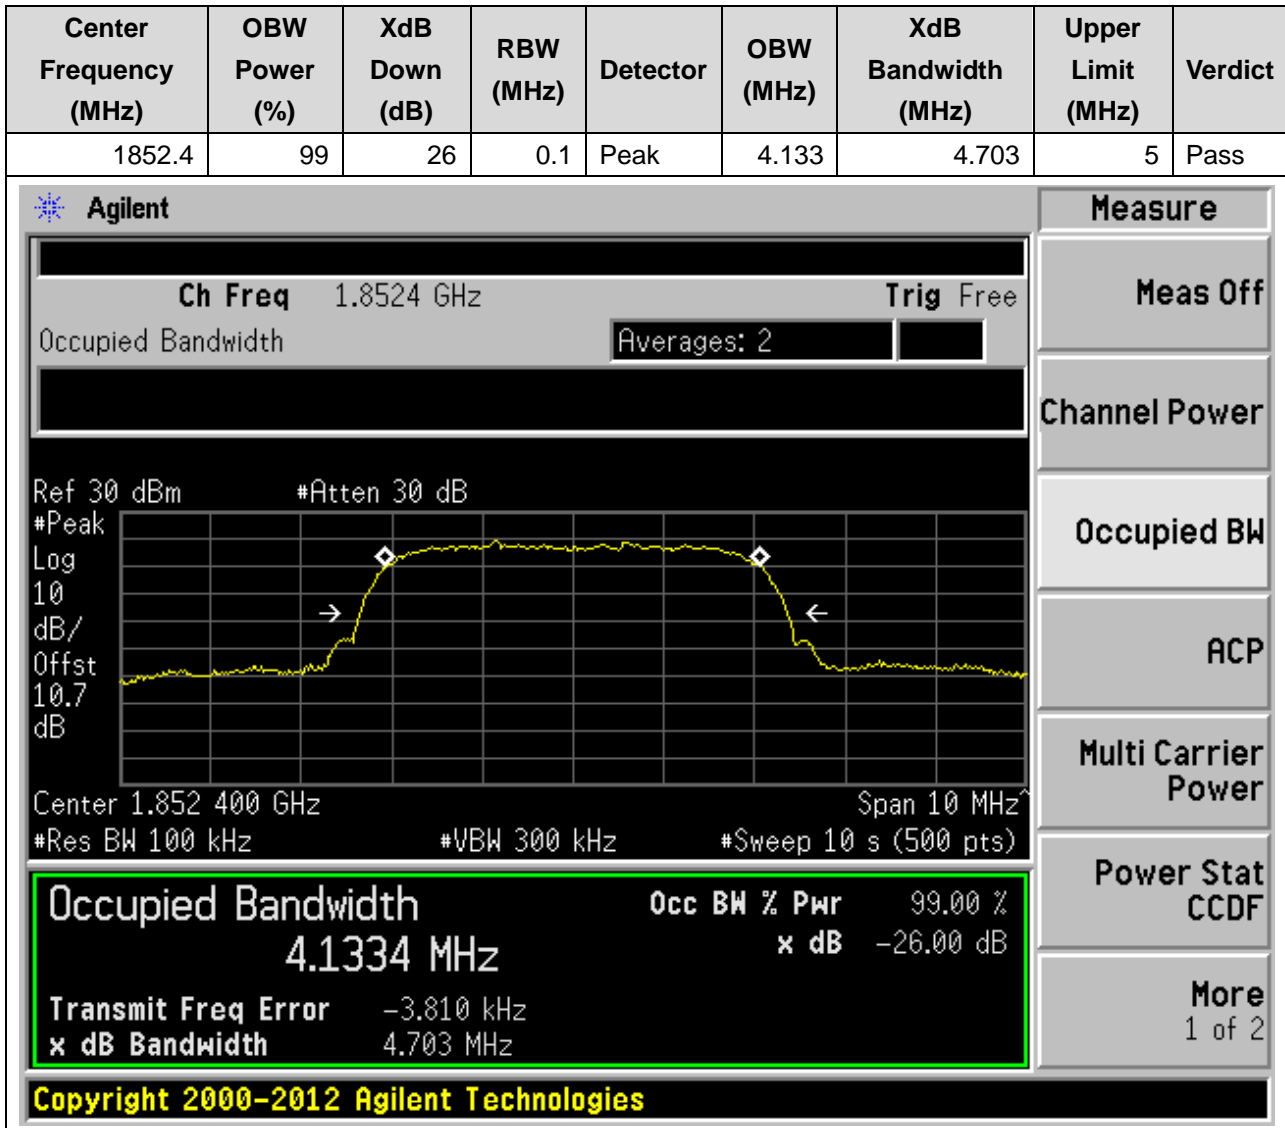 Center Frequency (MHz) OBW Power (%) XdB Down (dB) RBW (MHz) Detector OBW (MHz) XdB Bandwidth (MHz) Upper Limit (MHz) Verdict
1852.4 99 26 0.1 Peak 4.133 4.703 5 Pass
Agilent
Measure
Ch Freq 1.8524 GHz Trig Free
Occupied Bandwidth Averages: 2
Meas Off
Channel Power
Occupied BW
ACP
Multi Carrier
Power
Power Stat
CCDF
More
1 of 2
Ref 30 dBm #Atten 30 dB
#Peak
Log
10
dB/
Offst
10.7
dB
Center 1.852 400 GHz Span 10 MHz^
#Res BW 100 kHz #VBW 300 kHz #Sweep 10 s (500 pts)
Occupied Bandwidth Occ BW % Pwr 99.00 %
4.1334 MHz x dB -26.00 dB
Transmit Freq Error -3.810 kHz
x dB Bandwidth 4.703 MHz
Copyright 2000-2012 Agilent Technologies